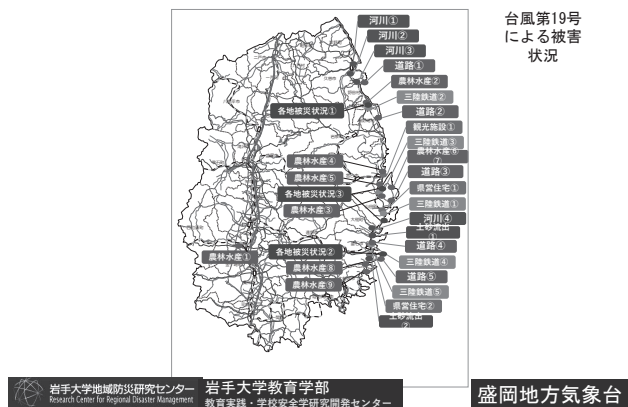 台風第19号
による被害
状況
河川①
河川②
河川③
道路①
農林水産②
三陸鉄道②
各地被災状況①
道路②
観光施設①
三陸鉄道③
農林水産⑥
⑦
農林水産④
道路③
農林水産⑤
県営住宅①
各地被災状況③
三陸鉄道①
農林水産③
河川④
土砂流出
①
道路④
各地被災状況②
農林水産①
三陸鉄道④
農林水産⑧
道路⑤
農林水産⑨
三陸鉄道⑤
県営住宅②
土砂流出
②
岩手大学地域防災研究センター
Research Center for Regional Disaster Management
岩手大学教育学部
教育実践・学校安全学研究開発センター
盛岡地方気象台